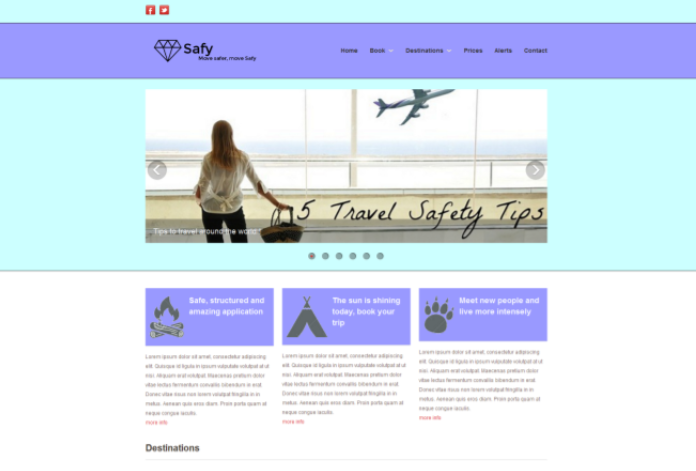 Safy
Move safer, move Safy
Home Book Destinations Prices Alerts Contact
5 Travel Safety Tips
Tips to travel around the world
Safe, structured and
amazing application
The sun is shining
today, book your
trip
Meet new people and
live more intensely
Lorem ipsum dolor sit amet, consectetur adipiscing
elit. Quisque id ligula in ipsum vulputate volutpat ut ut
nisi. Aliquam erat volutpat. Maecenas pretium dolor
vitae lectus fermentum convallis bibendum in erat.
Donec vitae risus non lorem volutpat fringilla in in
metus. Aenean quis eros diam. Proin porta quam at
neque congue iaculis.
more info
Lorem ipsum dolor sit amet, consectetur adipiscing
elit. Quisque id ligula in ipsum vulputate volutpat ut ut
nisi. Aliquam erat volutpat. Maecenas pretium dolor
vitae lectus fermentum convallis bibendum in erat.
Donec vitae risus non lorem volutpat fringilla in in
metus. Aenean quis eros diam. Proin porta quam at
neque congue iaculis.
more info
Lorem ipsum dolor sit amet, consectetur adipiscing
elit. Quisque id ligula in ipsum vulputate volutpat ut ut
nisi. Aliquam erat volutpat. Maecenas pretium dolor
vitae lectus fermentum convallis bibendum in erat.
Donec vitae risus non lorem volutpat fringilla in in
metus. Aenean quis eros diam. Proin porta quam at
neque congue iaculis.
more info
Destinations